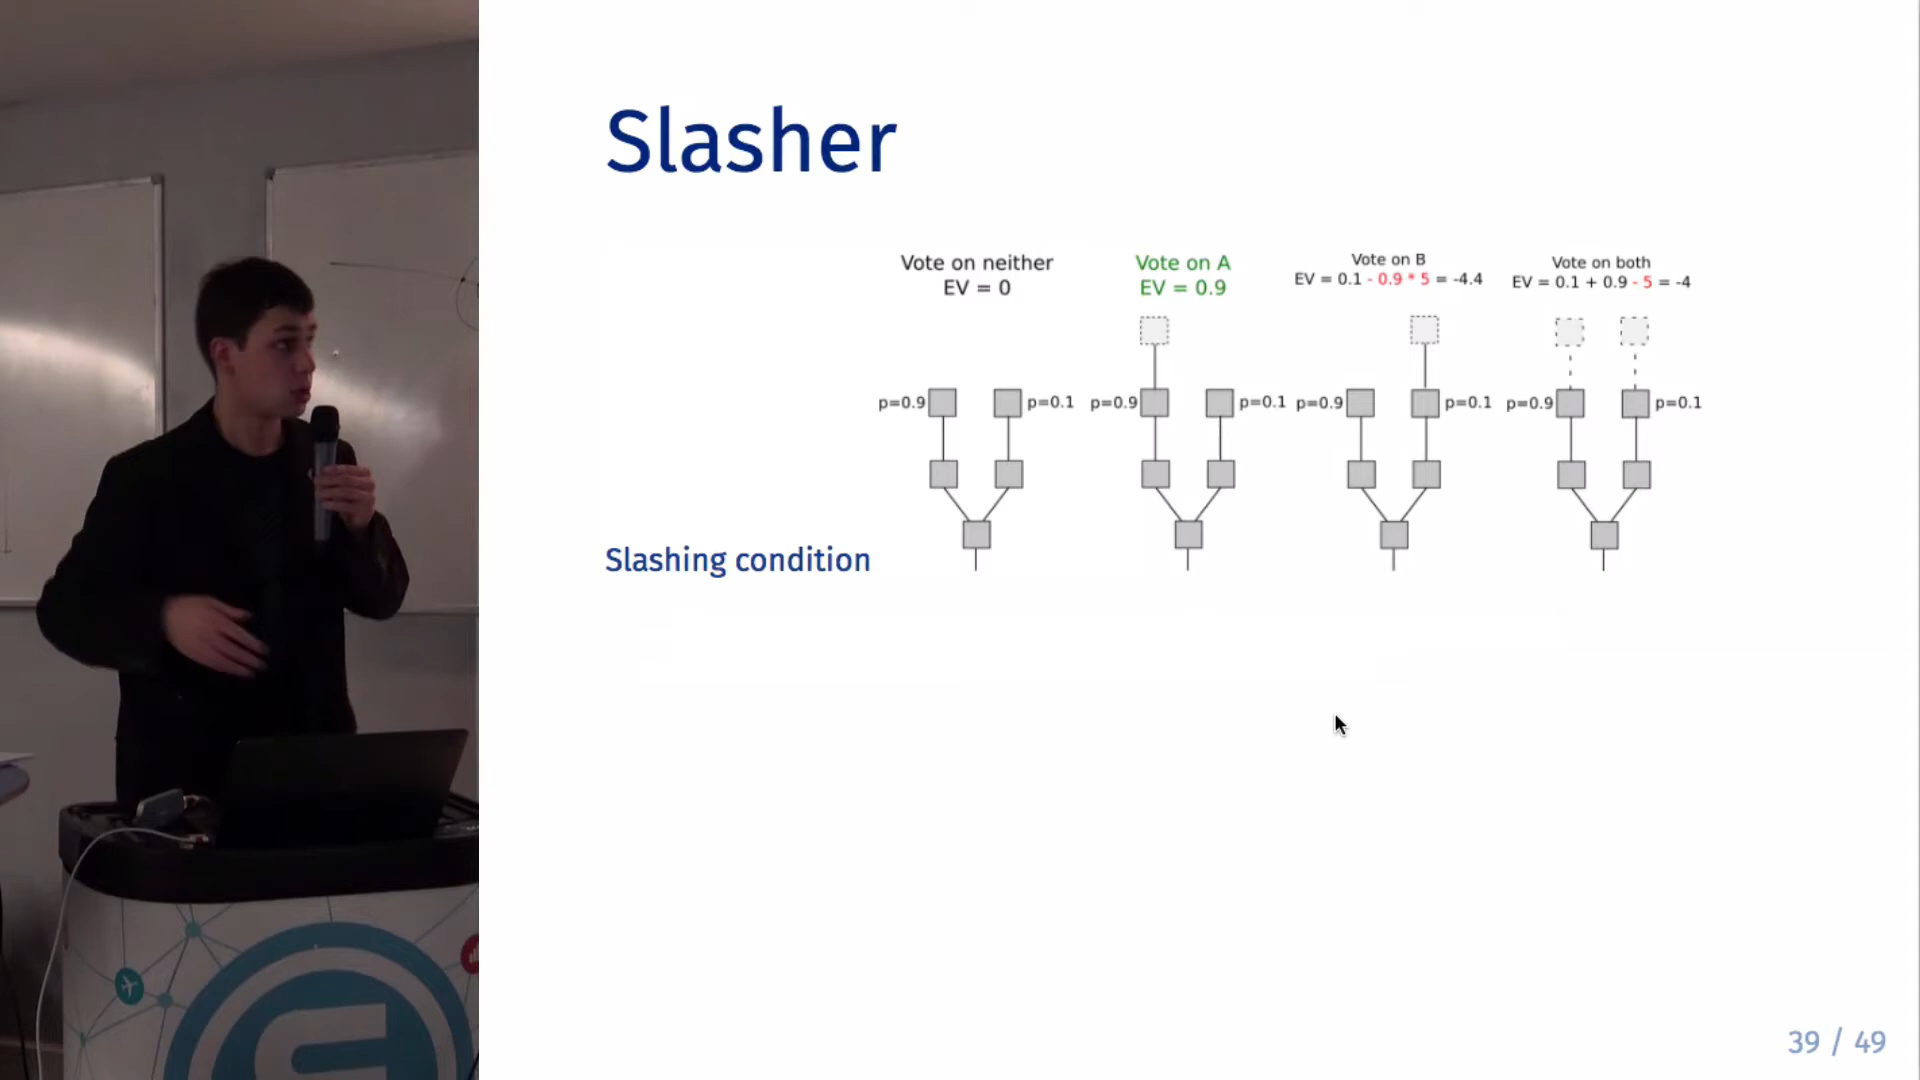 Slasher
Vote on neither
EV = 0
Vote on A
EV = 0.9
Vote on B
EV = 0.1 - 0.9 * 5 = -4.4
Vote on both
EV = 0.1 + 0.9 - 5 = -4
p=0.9
p=0.1
p=0.9
p=0.1
p=0.9
p=0.1
p=0.9
p=0.1
Slashing condition
39 / 49